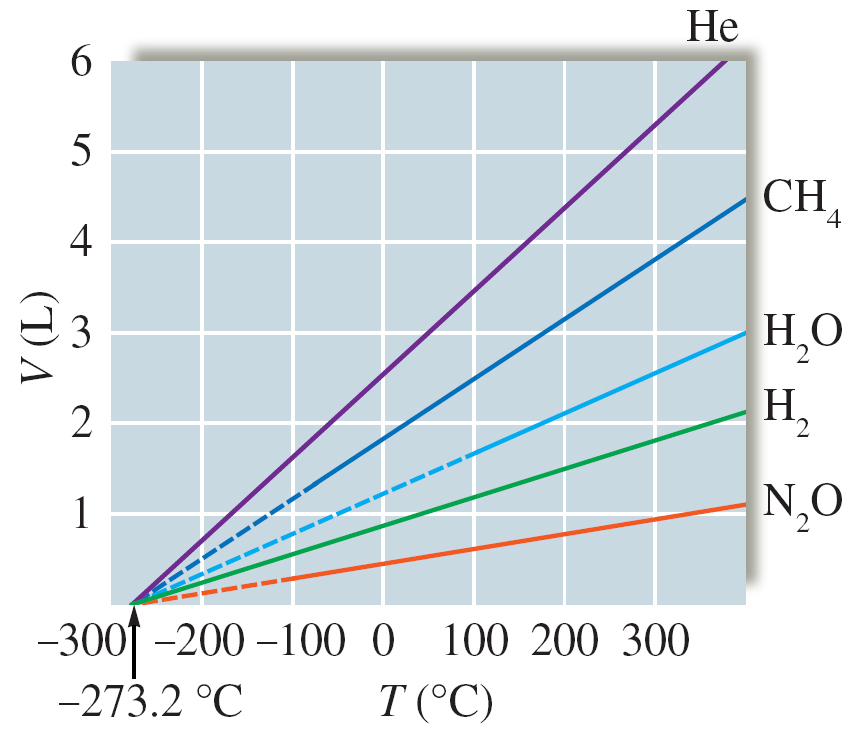 He
6
5
4
3
2
1
V (L)
CH₄
H₂O
H₂
N₂O
–300 –200 –100 0 100 200 300
–273.2 °C
T (°C)